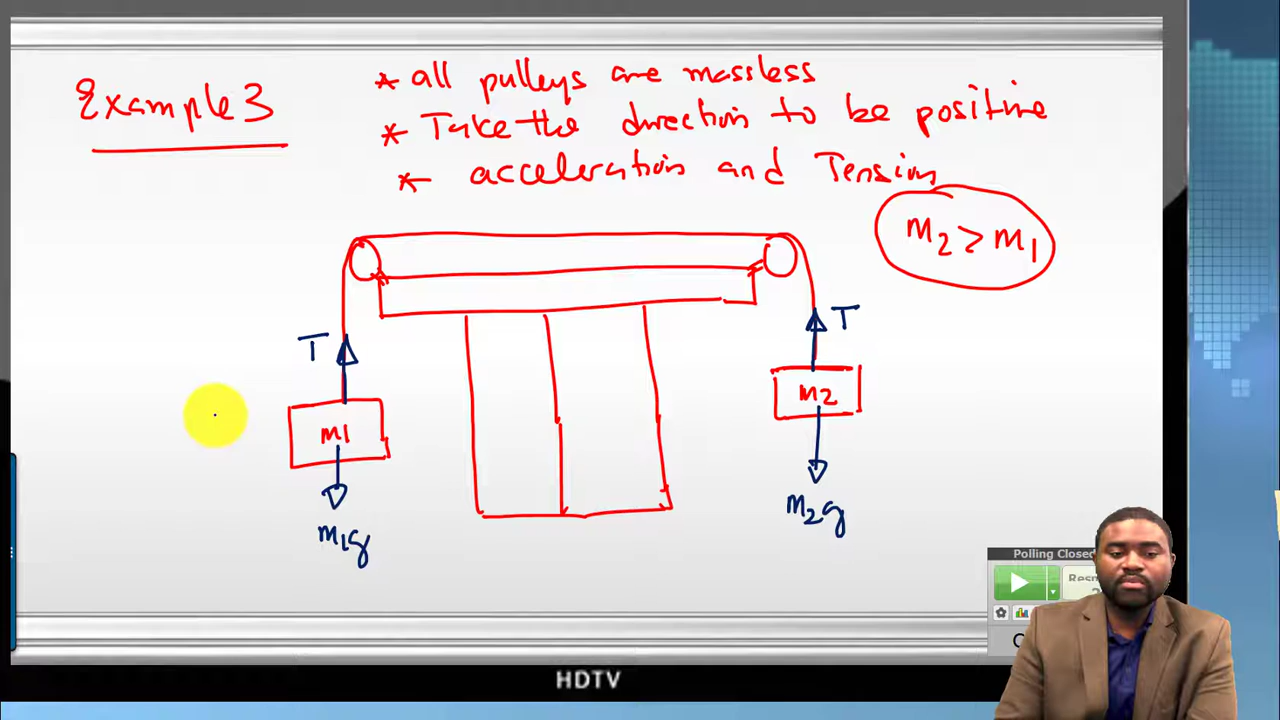 Example 3
* all pulleys are massless
* Take the direction to be positive
* acceleration and Tension
m₂ > m₁
T
T
m1
m2
m₁g
m₂g
Polling Closed
HDTV